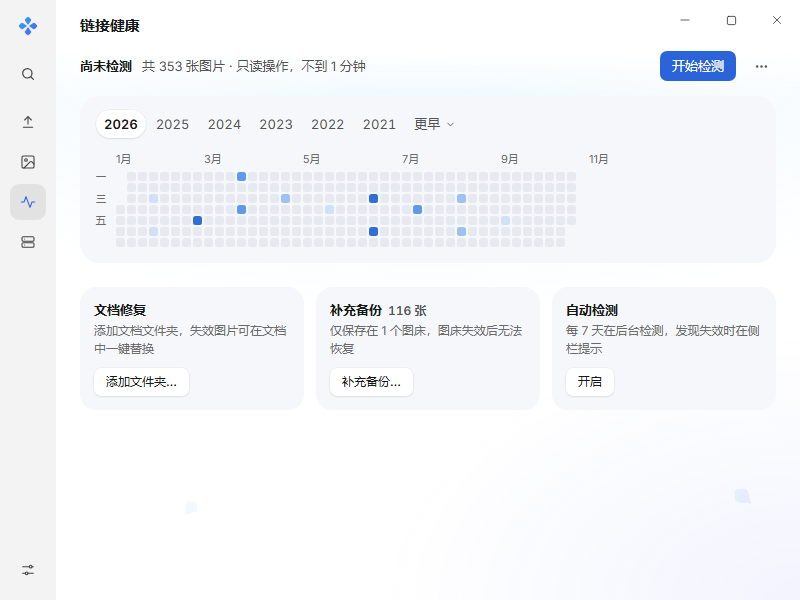 链接健康
尚未检测 共 353 张图片 · 只读操作，不到 1 分钟
开始检测
2026 2025 2024 2023 2022 2021 更早
1月 3月 5月 7月 9月 11月
一
三
五
文档修复
添加文档文件夹，失效图片可在文档
中一键替换
添加文件夹...
补充备份 116 张
仅保存在 1 个图床，图床失效后无法
恢复
补充备份...
自动检测
每 7 天在后台检测，发现失效时在侧
栏提示
开启